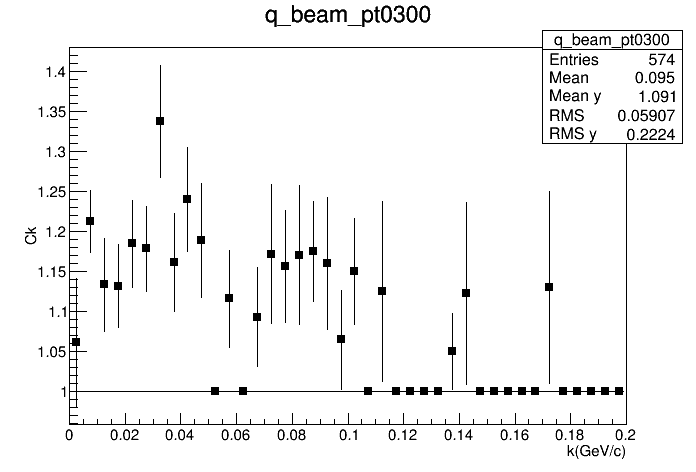 q_beam_pt0300
q_beam_pt0300
Entries 574
Mean 0.095
Mean y 1.091
RMS 0.05907
RMS y 0.2224
1.4
1.35
1.3
1.25
1.2
1.15
1.1
1.05
1
Ck
0 0.02 0.04 0.06 0.08 0.1 0.12 0.14 0.16 0.18 0.2
k(GeV/c)